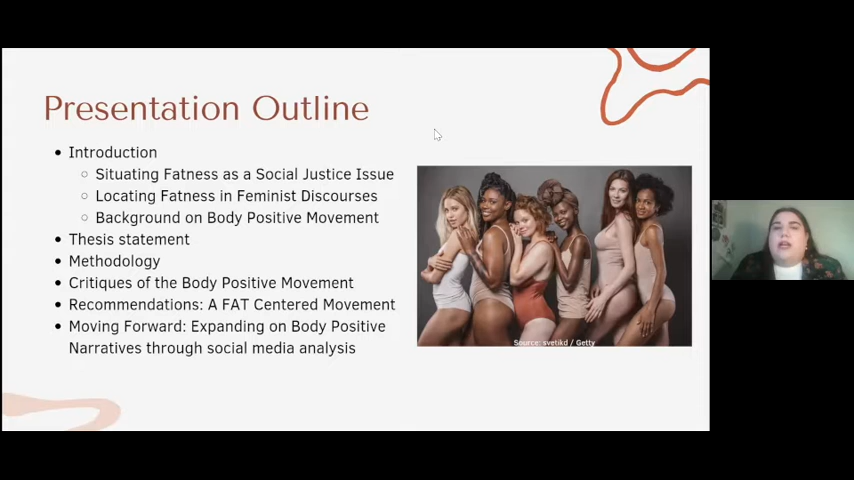 Presentation Outline
Introduction
Situating Fatness as a Social Justice Issue
Locating Fatness in Feminist Discourses
Background on Body Positive Movement
Thesis statement
Methodology
Critiques of the Body Positive Movement
Recommendations: A FAT Centered Movement
Moving Forward: Expanding on Body Positive
Narratives through social media analysis
Source: svetikd / Getty